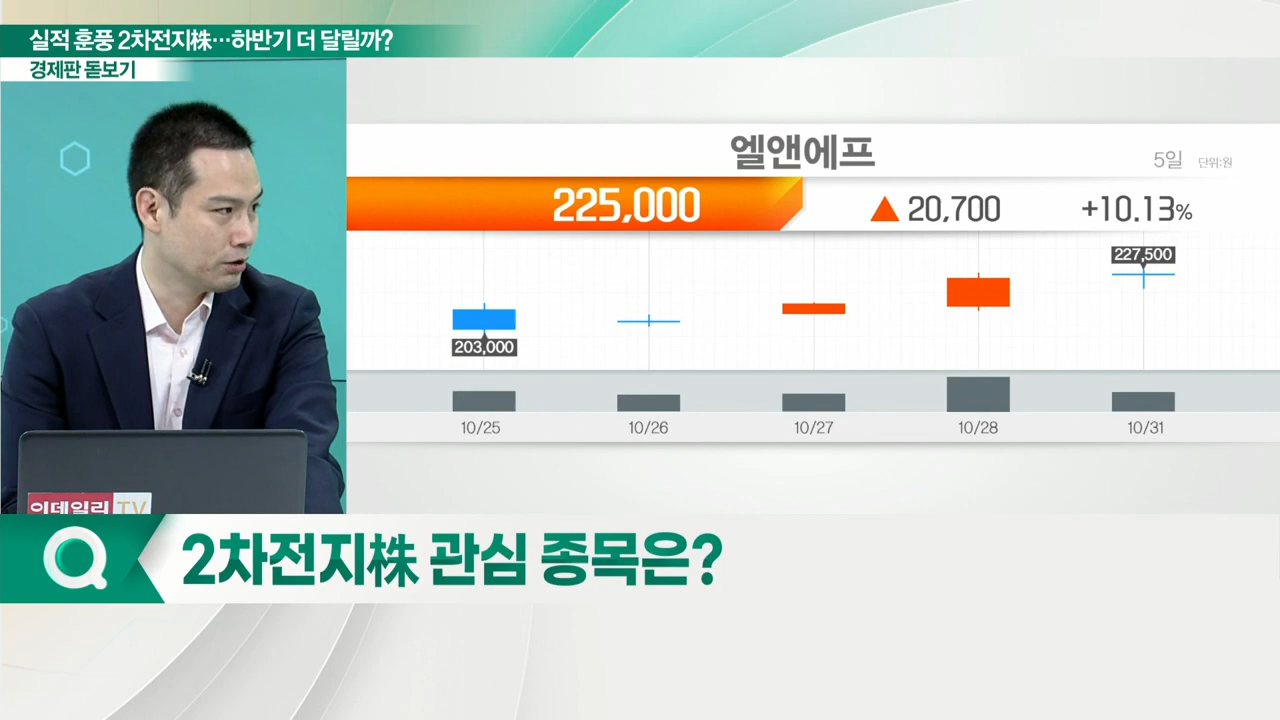 실적 훈풍 2차전지株…하반기 더 달릴까?
경제판 돋보기
엘앤에프
5일 단위:원
225,000 ▲ 20,700 +10.13%
227,500
203,000
10/25 10/26 10/27 10/28 10/31
이데일리 TV
2차전지株 관심 종목은?